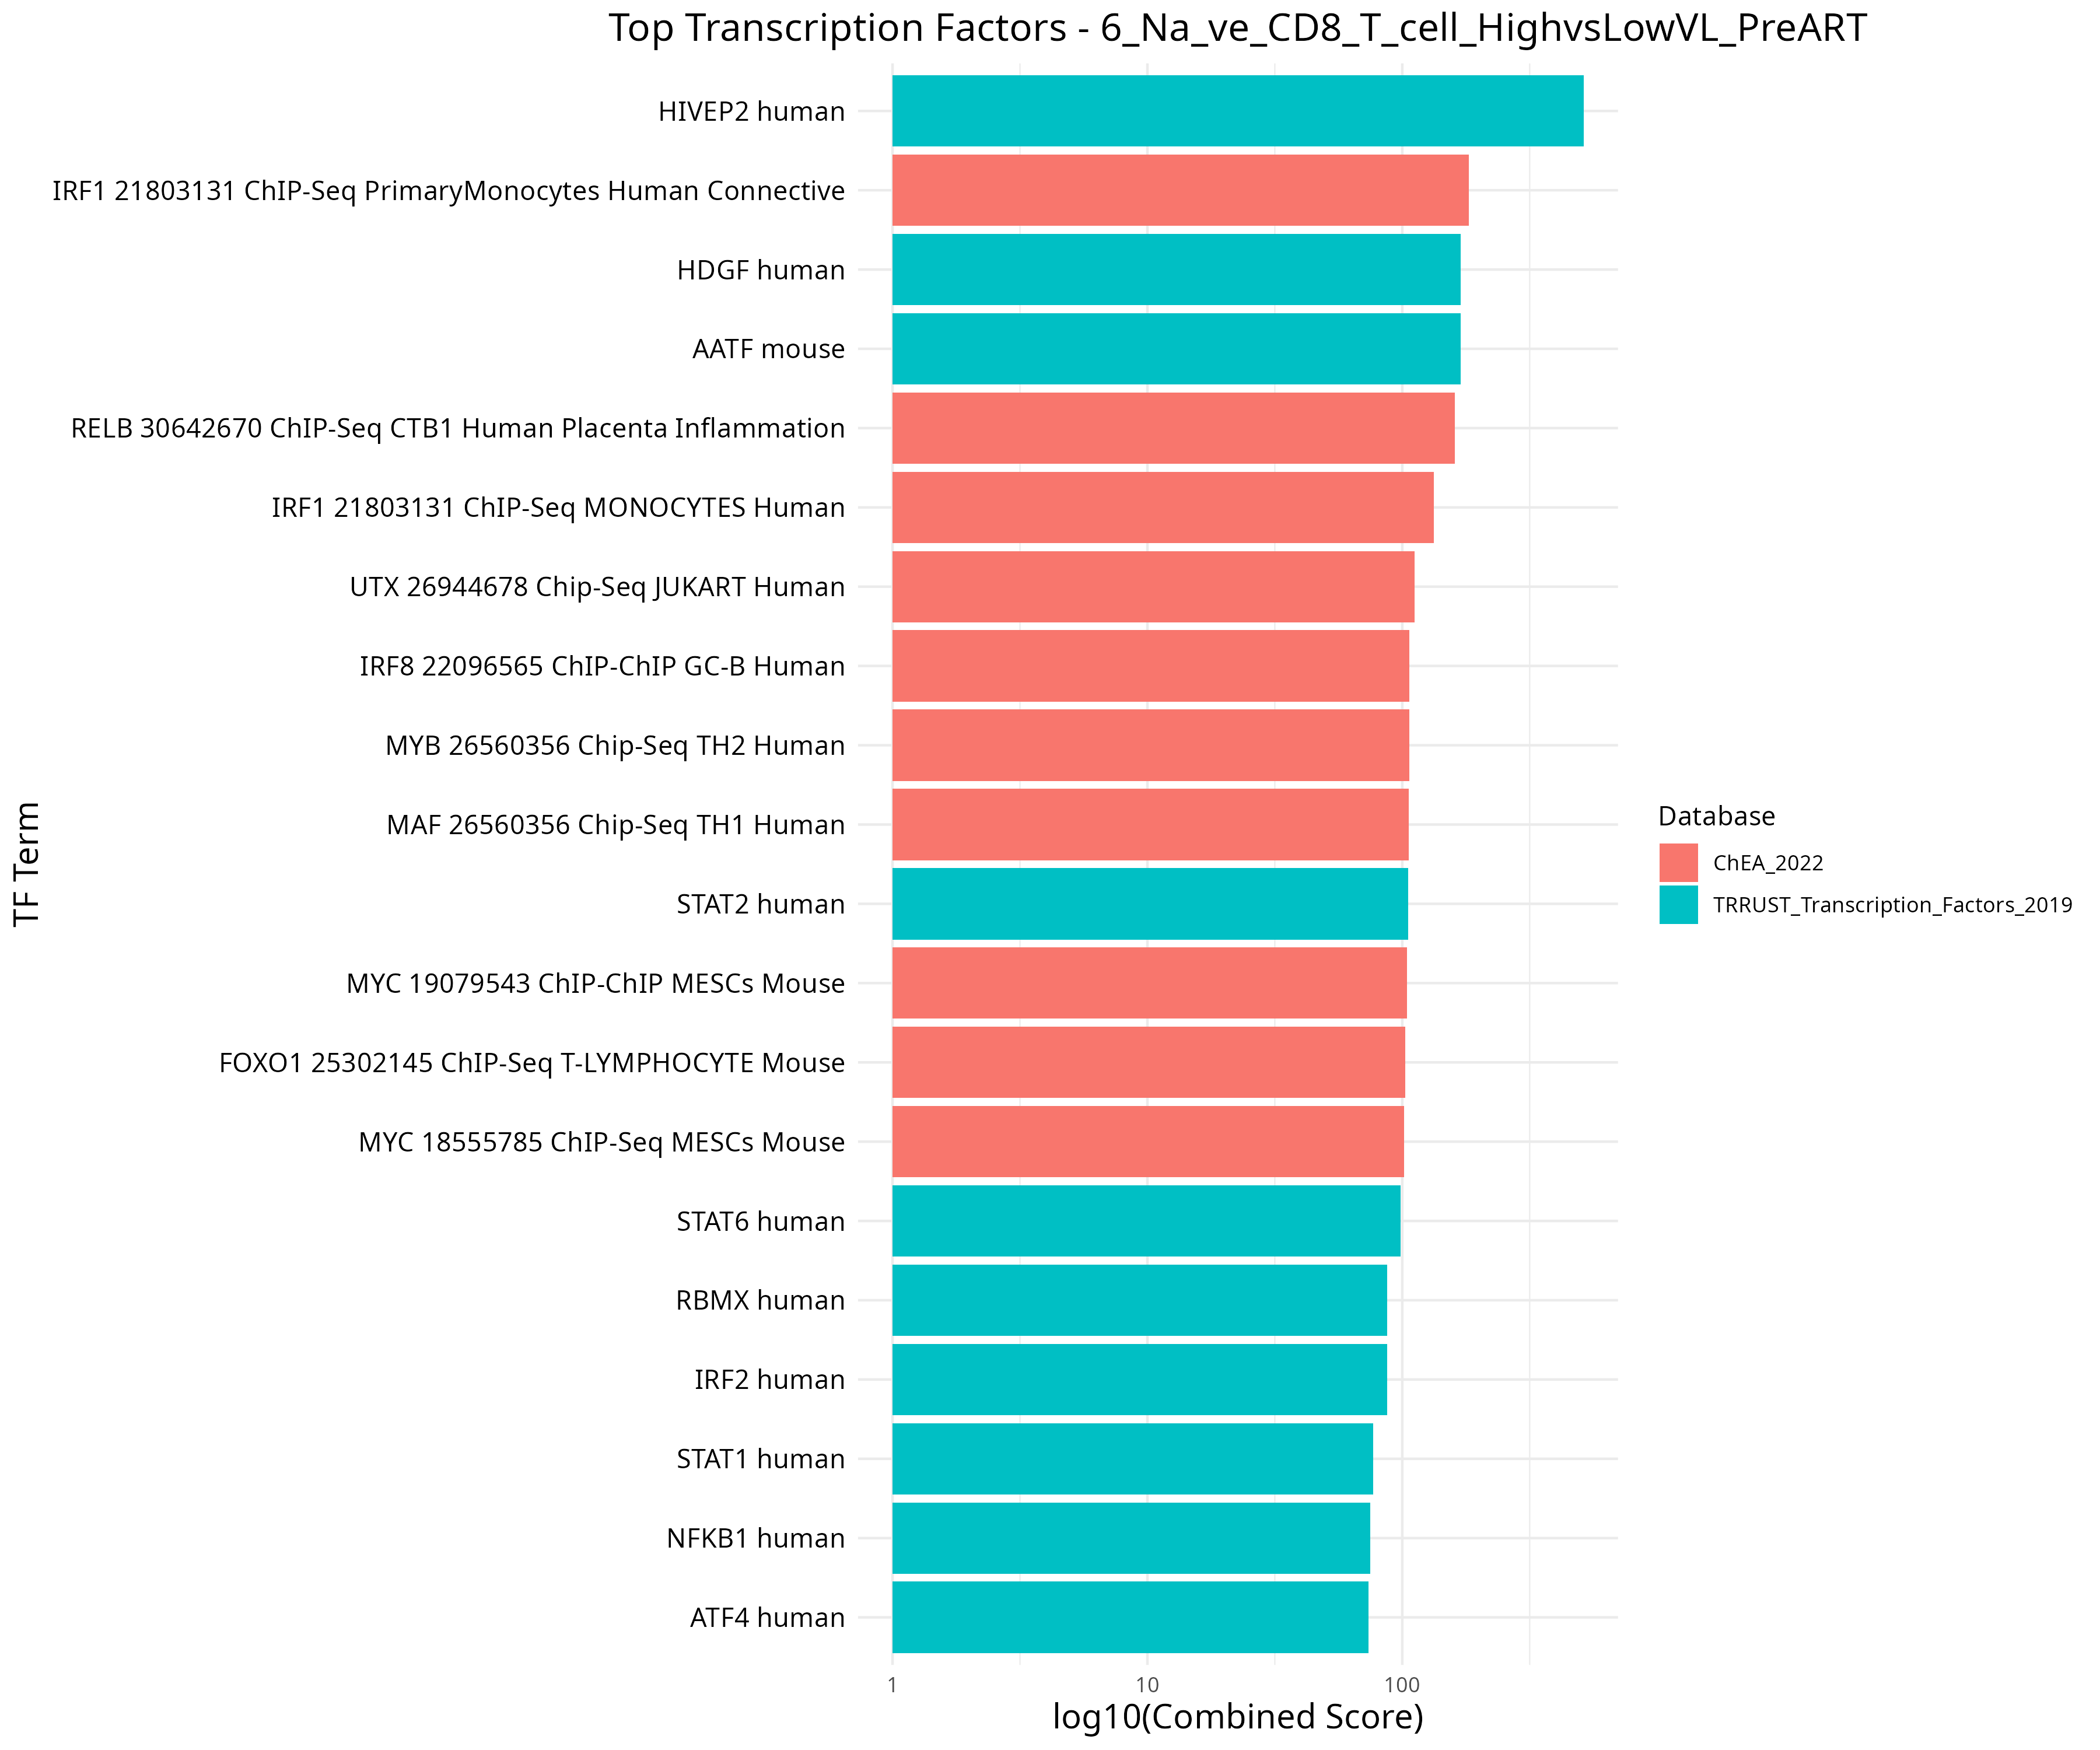 Top Transcription Factors - 6_Na_ve_CD8_T_cell_HighvsLowVL_PreART
HIVEP2 human
IRF1 21803131 ChIP-Seq PrimaryMonocytes Human Connective
HDGF human
AATF mouse
RELB 30642670 ChIP-Seq CTB1 Human Placenta Inflammation
IRF1 21803131 ChIP-Seq MONOCYTES Human
UTX 26944678 Chip-Seq JUKART Human
IRF8 22096565 ChIP-ChIP GC-B Human
MYB 26560356 Chip-Seq TH2 Human
MAF 26560356 Chip-Seq TH1 Human
STAT2 human
MYC 19079543 ChIP-ChIP MESCs Mouse
FOXO1 25302145 ChIP-Seq T-LYMPHOCYTE Mouse
MYC 18555785 ChIP-Seq MESCs Mouse
STAT6 human
RBMX human
IRF2 human
STAT1 human
NFKB1 human
ATF4 human
TF Term
1 10 100
log10(Combined Score)
Database
ChEA_2022
TRRUST_Transcription_Factors_2019